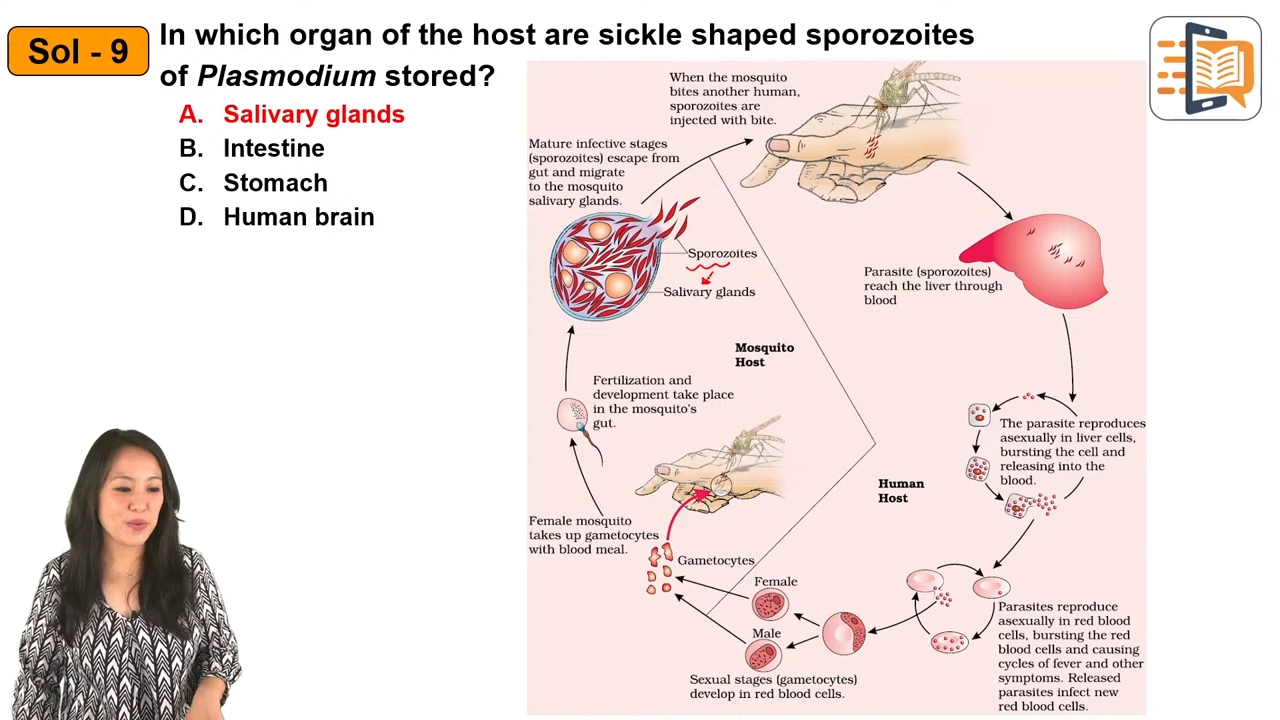 Sol - 9
In which organ of the host are sickle shaped sporozoites
of Plasmodium stored?
A. Salivary glands
B. Intestine
C. Stomach
D. Human brain
When the mosquito
bites another human,
sporozoites are
injected with bite.
Mature infective stages
(sporozoites) escape from
gut and migrate
to the mosquito
salivary glands.
Sporozoites
Salivary glands
Parasite (sporozoites)
reach the liver through
blood
Mosquito
Host
Fertilization and
development take place
in the mosquito's
gut.
The parasite reproduces
asexually in liver cells,
bursting the cell and
releasing into the
blood.
Human
Host
Female mosquito
takes up gametocytes
with blood meal.
Gametocytes
Female
Male
Sexual stages (gametocytes)
develop in red blood cells.
Parasites reproduce
asexually in red blood
cells, bursting the red
blood cells and causing
cycles of fever and other
symptoms. Released
parasites infect new
red blood cells.